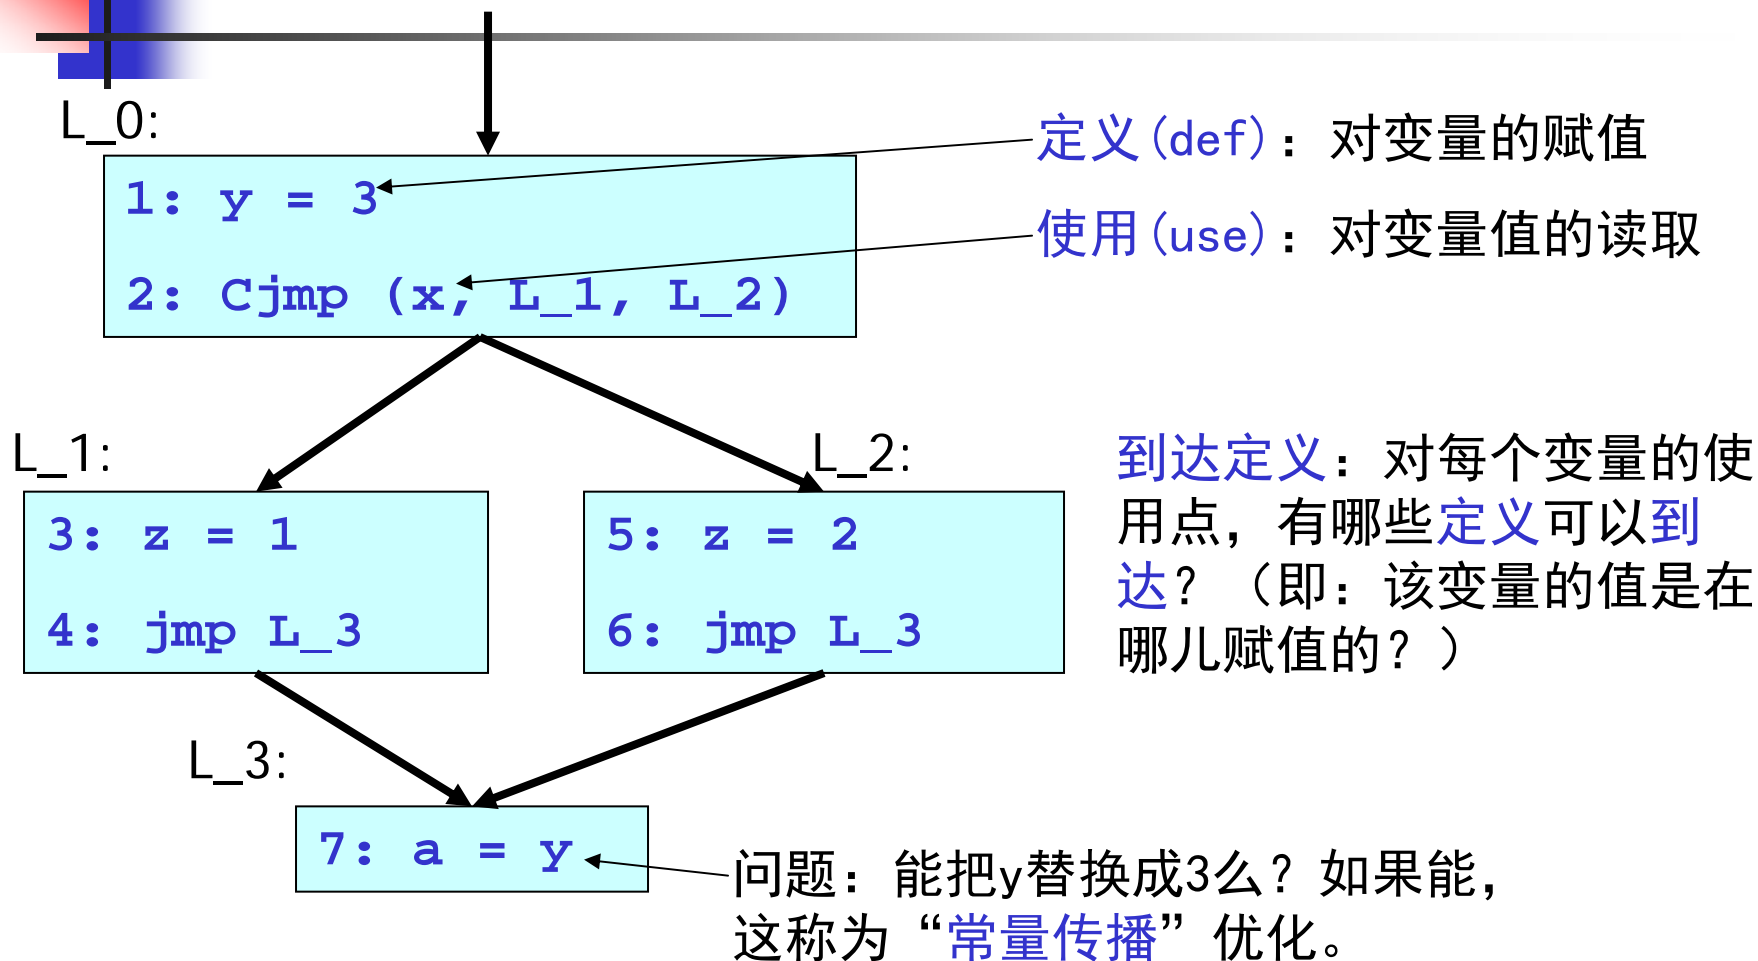 L_0:
定义(def)：对变量的赋值
1: y = 3
使用(use)：对变量值的读取
2: Cjmp (x, L_1, L_2)
L_1:
L_2:
3: z = 1
4: jmp L_3
5: z = 2
6: jmp L_3
到达定义：对每个变量的使
用点，有哪些定义可以到
达？（即：该变量的值是在
哪儿赋值的？）
L_3:
7: a = y
问题：能把y替换成3么？如果能，
这称为“常量传播”优化。